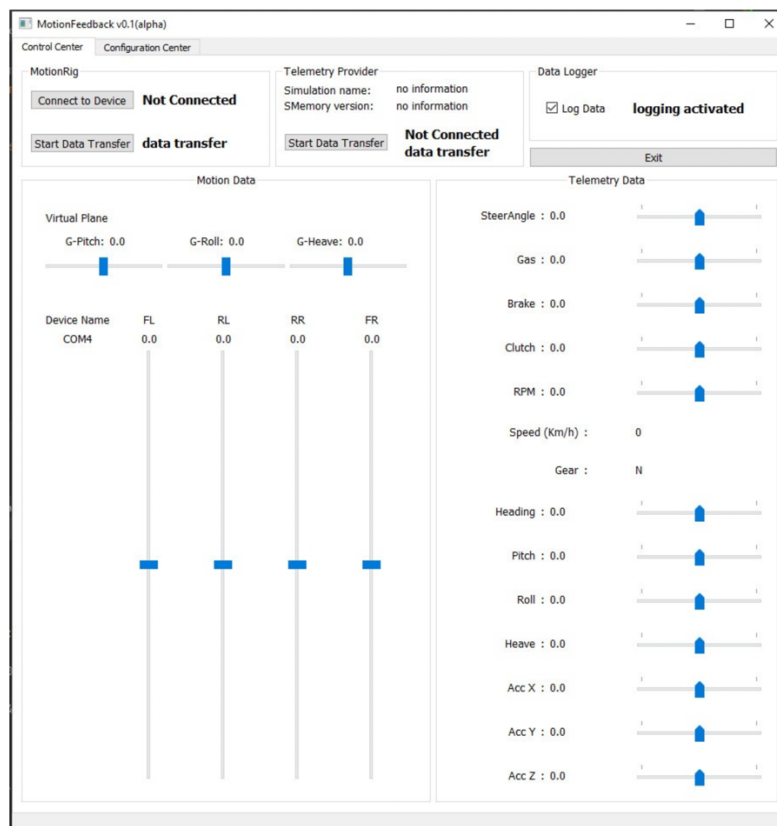 MotionFeedback v0.1(alpha)
Control Center Configuration Center
MotionRig
Connect to Device Not Connected
Start Data Transfer data transfer
Telemetry Provider
Simulation name: no information
SMemory version: no information
Start Data Transfer Not Connected
data transfer
Data Logger
Log Data logging activated
Exit
Motion Data
Virtual Plane
G-Pitch: 0.0 G-Roll: 0.0 G-Heave: 0.0
Device Name FL RL RR FR
COM4 0.0 0.0 0.0 0.0
Telemetry Data
SteerAngle : 0.0
Gas : 0.0
Brake : 0.0
Clutch : 0.0
RPM : 0.0
Speed (Km/h) : 0
Gear : N
Heading : 0.0
Pitch : 0.0
Roll : 0.0
Heave : 0.0
Acc X : 0.0
Acc Y : 0.0
Acc Z : 0.0